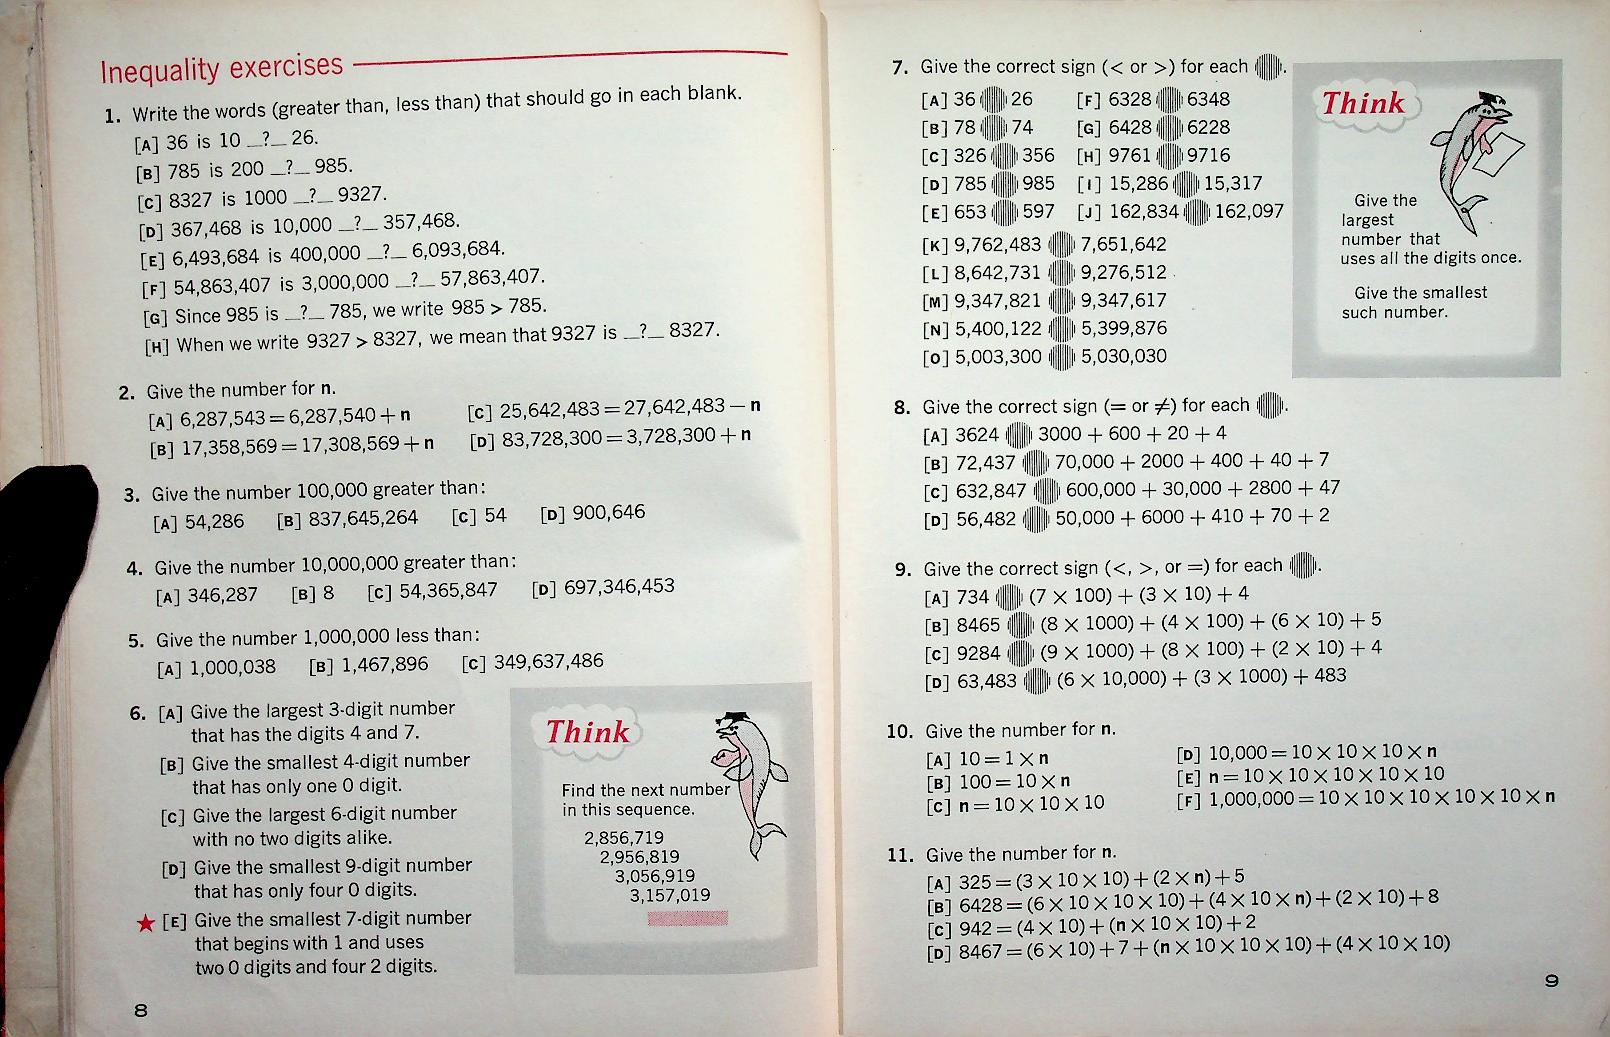 Inequality exercises
1. Write the words (greater than, less than) that should go in each blank.
[A] 36 is 10 _?_ 26.
[B] 785 is 200 _?_ 985.
[C] 8327 is 1000 _?_ 9327.
[D] 367,468 is 10,000 _?_ 357,468.
[E] 6,493,684 is 400,000 _?_ 6,093,684.
[F] 54,863,407 is 3,000,000 _?_ 57,863,407.
[G] Since 985 is _?_ 785, we write 985 > 785.
[H] When we write 9327 > 8327, we mean that 9327 is _?_ 8327.
2. Give the number for n.
[A] 6,287,543 = 6,287,540 + n [C] 25,642,483 = 27,642,483 − n
[B] 17,358,569 = 17,308,569 + n [D] 83,728,300 = 3,728,300 + n
3. Give the number 100,000 greater than:
[A] 54,286 [B] 837,645,264 [C] 54 [D] 900,646
4. Give the number 10,000,000 greater than:
[A] 346,287 [B] 8 [C] 54,365,847 [D] 697,346,453
5. Give the number 1,000,000 less than:
[A] 1,000,038 [B] 1,467,896 [C] 349,637,486
6. [A] Give the largest 3-digit number
that has the digits 4 and 7.
[B] Give the smallest 4-digit number
that has only one 0 digit.
[C] Give the largest 6-digit number
with no two digits alike.
[D] Give the smallest 9-digit number
that has only four 0 digits.
★ [E] Give the smallest 7-digit number
that begins with 1 and uses
two 0 digits and four 2 digits.
Think
Find the next number
in this sequence.
2,856,719
2,956,819
3,056,919
3,157,019
8
7. Give the correct sign (< or >) for each .
[A] 36 26 [F] 6328 6348
[B] 78 74 [G] 6428 6228
[C] 326 356 [H] 9761 9716
[D] 785 985 [I] 15,286 15,317
[E] 653 597 [J] 162,834 162,097
[K] 9,762,483 7,651,642
[L] 8,642,731 9,276,512
[M] 9,347,821 9,347,617
[N] 5,400,122 5,399,876
[O] 5,003,300 5,030,030
Think
Give the
largest
number that
uses all the digits once.
Give the smallest
such number.
8. Give the correct sign (= or ≠) for each .
[A] 3624 3000 + 600 + 20 + 4
[B] 72,437 70,000 + 2000 + 400 + 40 + 7
[C] 632,847 600,000 + 30,000 + 2800 + 47
[D] 56,482 50,000 + 6000 + 410 + 70 + 2
9. Give the correct sign (<, >, or =) for each .
[A] 734 (7 × 100) + (3 × 10) + 4
[B] 8465 (8 × 1000) + (4 × 100) + (6 × 10) + 5
[C] 9284 (9 × 1000) + (8 × 100) + (2 × 10) + 4
[D] 63,483 (6 × 10,000) + (3 × 1000) + 483
10. Give the number for n.
[A] 10 = 1 × n [D] 10,000 = 10 × 10 × 10 × n
[B] 100 = 10 × n [E] n = 10 × 10 × 10 × 10 × 10
[C] n = 10 × 10 × 10 [F] 1,000,000 = 10 × 10 × 10 × 10 × 10 × n
11. Give the number for n.
[A] 325 = (3 × 10 × 10) + (2 × n) + 5
[B] 6428 = (6 × 10 × 10 × 10) + (4 × 10 × n) + (2 × 10) + 8
[C] 942 = (4 × 10) + (n × 10 × 10) + 2
[D] 8467 = (6 × 10) + 7 + (n × 10 × 10 × 10) + (4 × 10 × 10)
9